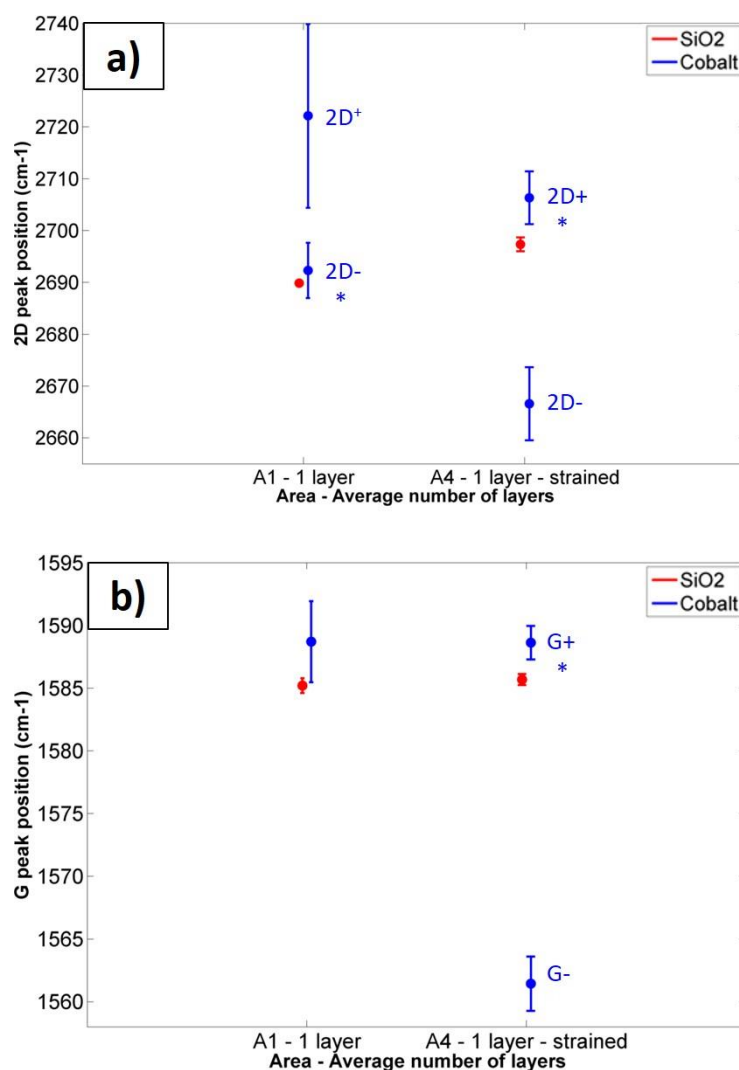 a)
2740
2730
2720
2710
2700
2690
2680
2670
2660
2D peak position (cm-1)
SiO2
Cobalt
2D⁺
2D-
*
2D+
*
2D-
A1 - 1 layer
A4 - 1 layer - strained
Area - Average number of layers
b)
1595
1590
1585
1580
1575
1570
1565
1560
G peak position (cm-1)
SiO2
Cobalt
G+
*
G-
A1 - 1 layer
A4 - 1 layer - strained
Area - Average number of layers